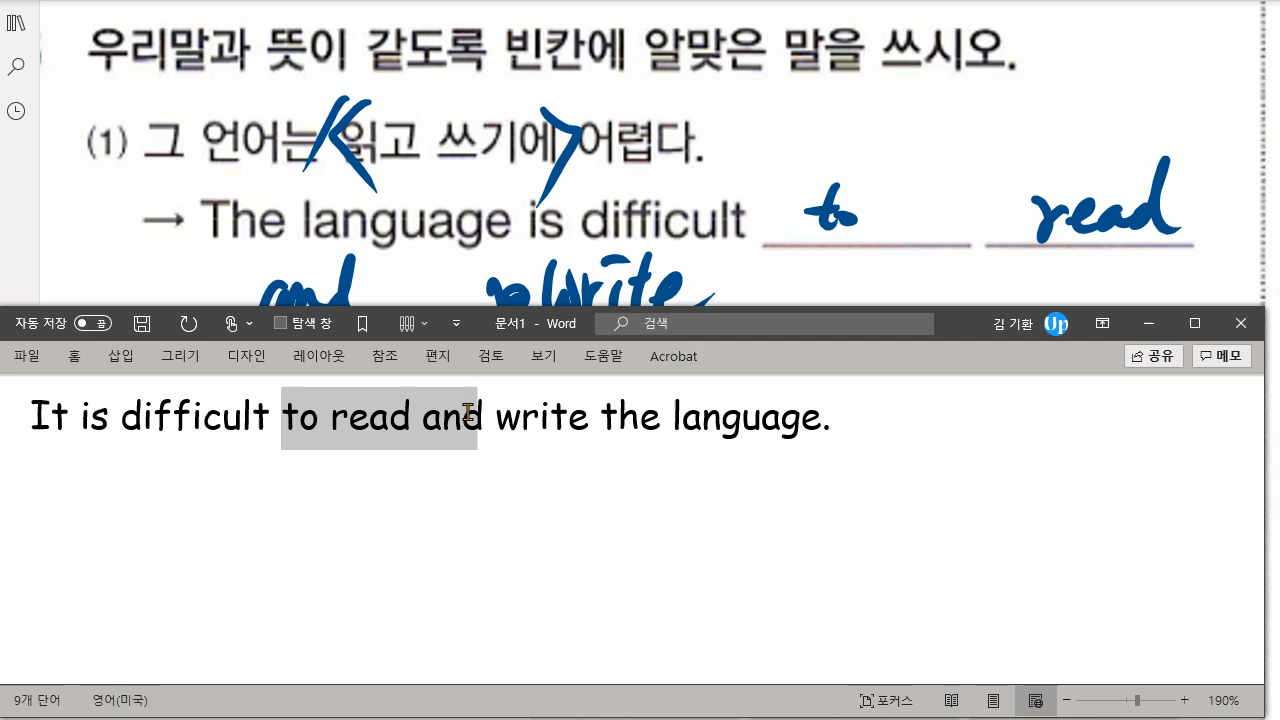 우리말과 뜻이 같도록 빈칸에 알맞은 말을 쓰시오.
(1) 그 언어는 읽고 쓰기에 어렵다.
→ The language is difficult to read
and write
자동 저장 끔 탐색 창 문서1 - Word 검색 김 기환 Up
파일 홈 삽입 그리기 디자인 레이아웃 참조 편지 검토 보기 도움말 Acrobat 공유 메모
It is difficult to read and write the language.
9개 단어 영어(미국) 포커스 190%